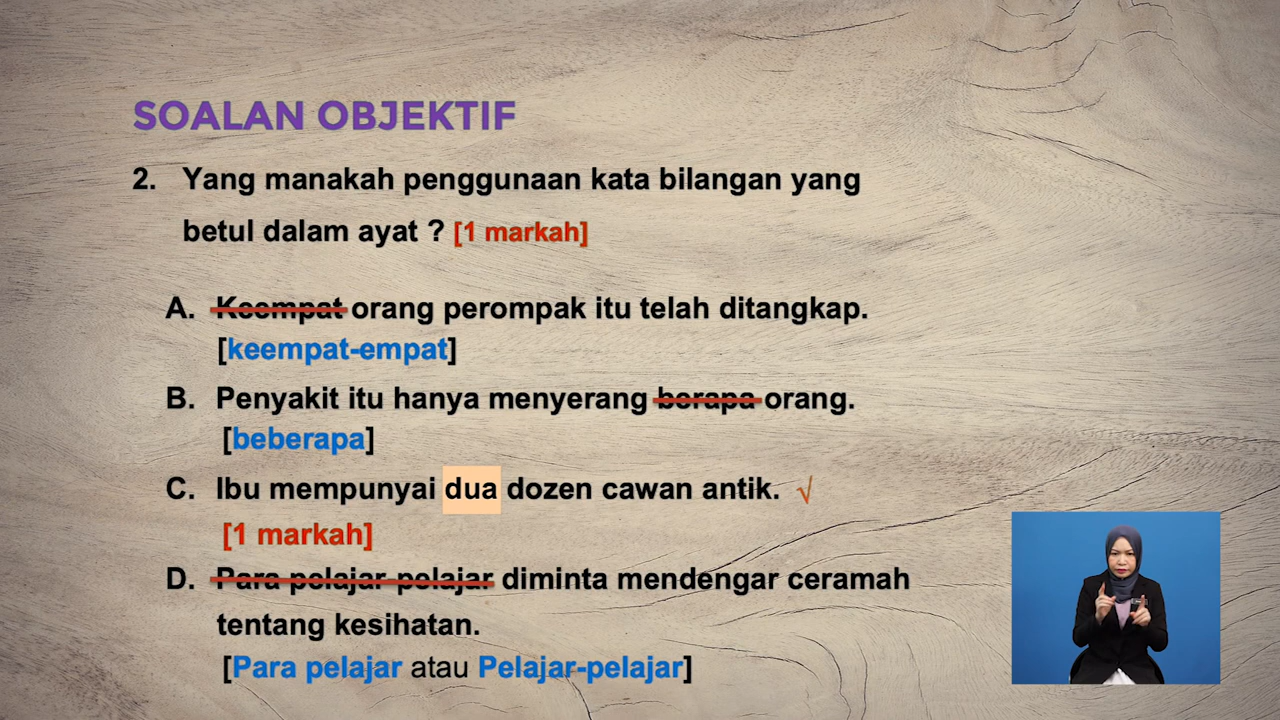 SOALAN OBJEKTIF
2. Yang manakah penggunaan kata bilangan yang
betul dalam ayat ? [1 markah]
A. Keempat orang perompak itu telah ditangkap.
[keempat-empat]
B. Penyakit itu hanya menyerang berapa orang.
[beberapa]
C. Ibu mempunyai dua dozen cawan antik. √
[1 markah]
D. Para pelajar-pelajar diminta mendengar ceramah
tentang kesihatan.
[Para pelajar atau Pelajar-pelajar]